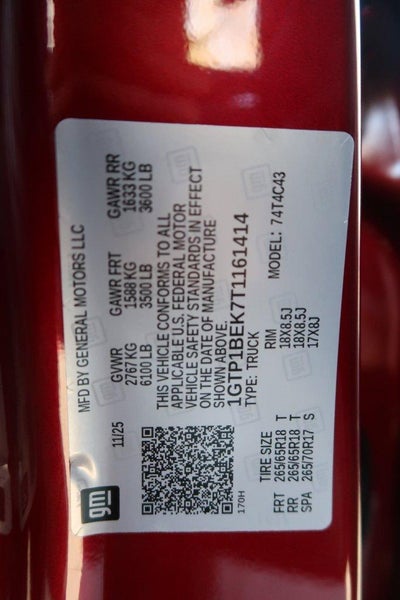 gm
MFD BY GENERAL MOTORS LLC
11/25
GVWR GAWR FRT GAWR RR
2767 KG 1588 KG 1633 KG
6100 LB 3500 LB 3600 LB
THIS VEHICLE CONFORMS TO ALL
APPLICABLE U.S. FEDERAL MOTOR
VEHICLE SAFETY STANDARDS IN EFFECT
ON THE DATE OF MANUFACTURE
SHOWN ABOVE.
1GTP1BEK7T1161414
TYPE: TRUCK MODEL: 74T4C43
170H
TIRE SIZE RIM
FRT 265/65R18 T 18X8.5J
RR 265/65R18 T 18X8.5J
SPA 265/70R17 S 17X8J